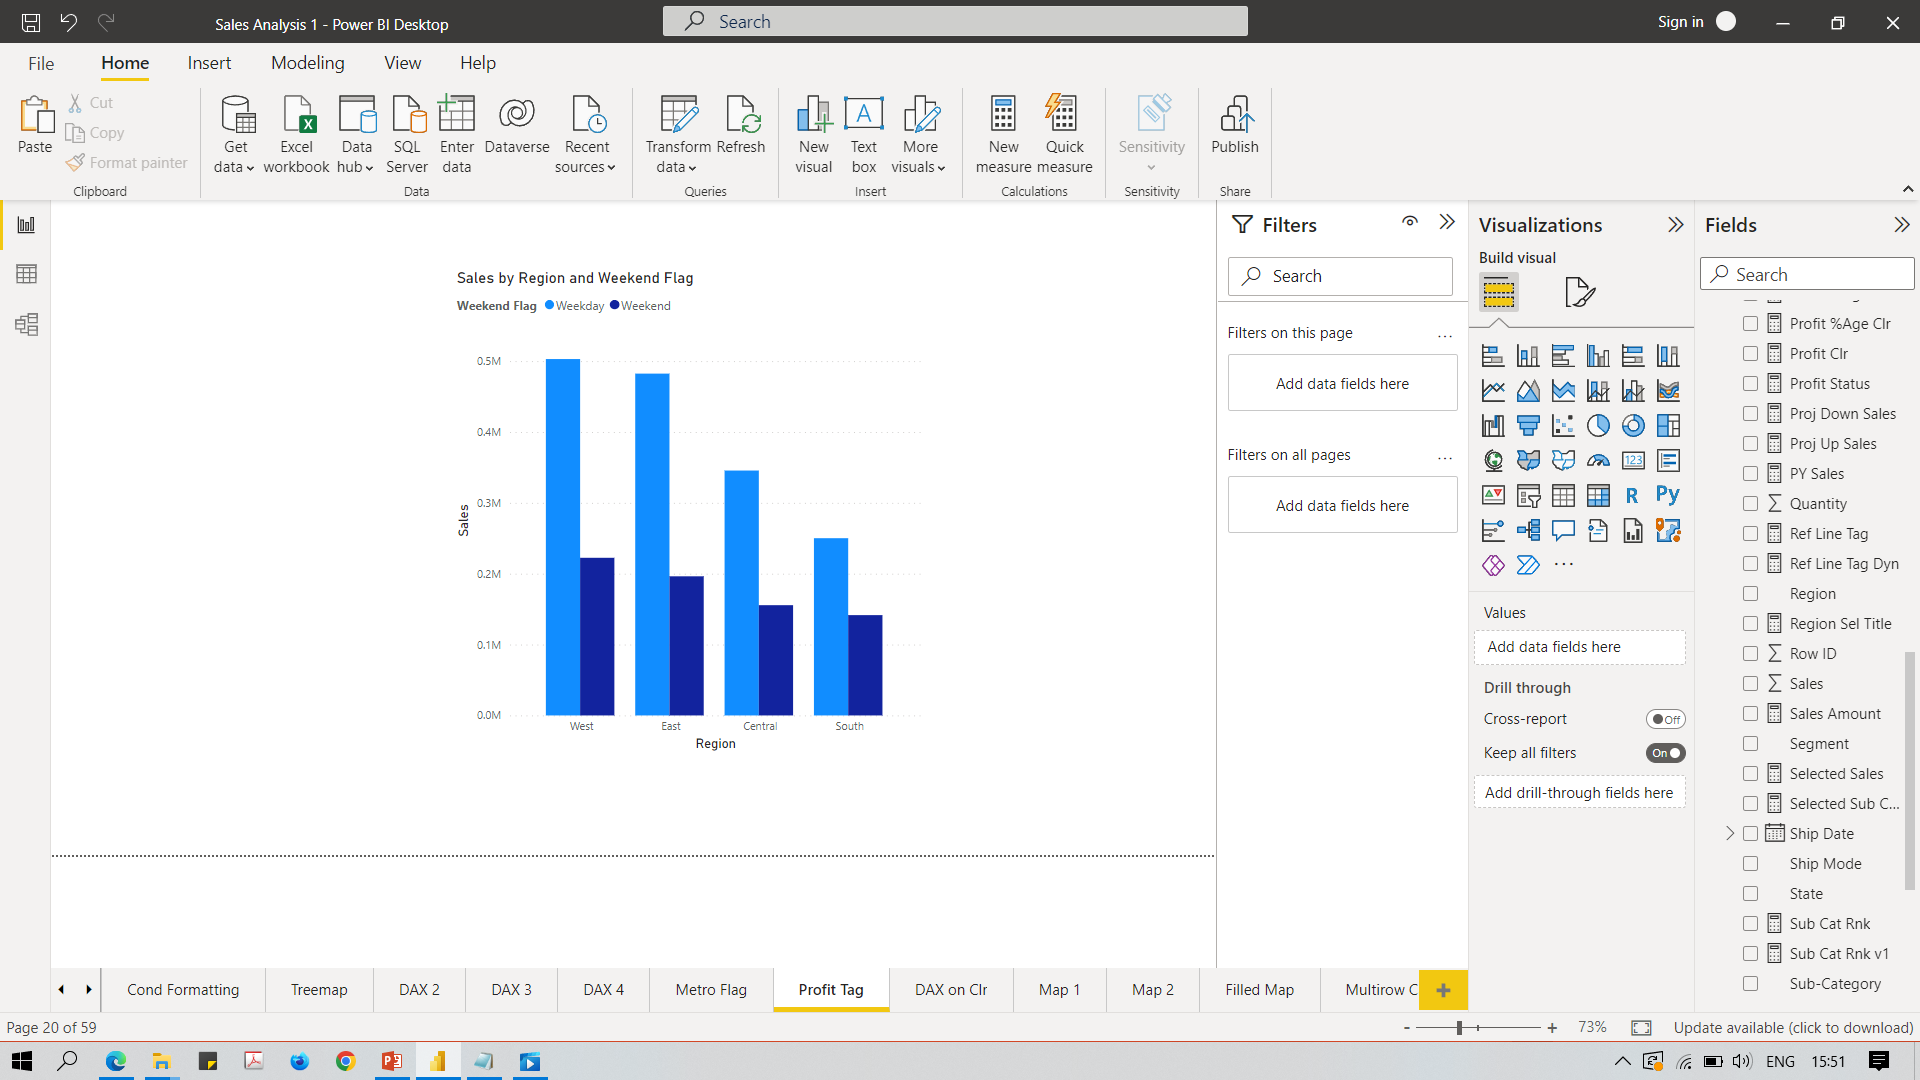 Sales Analysis 1 - Power BI Desktop
Search
Sign in
File
Home
Insert
Modeling
View
Help
Paste
Cut
Copy
Format painter
Clipboard
Get data
Excel workbook
Data hub
SQL Server
Enter data
Dataverse
Recent sources
Data
Transform data
Refresh
Queries
New visual
Text box
More visuals
Insert
New measure
Quick measure
Calculations
Sensitivity
Sensitivity
Publish
Share
Sales by Region and Weekend Flag
Weekend Flag Weekday Weekend
0.5M
0.4M
0.3M
0.2M
0.1M
0.0M
Sales
West
East
Central
South
Region
Filters
Search
Filters on this page
...
Add data fields here
Filters on all pages
...
Add data fields here
Visualizations
Build visual
123
R
Py
...
Values
Add data fields here
Drill through
Cross-report
Off
Keep all filters
On
Add drill-through fields here
Fields
Search
Profit %Age Clr
Profit Clr
Profit Status
Proj Down Sales
Proj Up Sales
PY Sales
Quantity
Ref Line Tag
Ref Line Tag Dyn
Region
Region Sel Title
Row ID
Sales
Sales Amount
Segment
Selected Sales
Selected Sub C...
Ship Date
Ship Mode
State
Sub Cat Rnk
Sub Cat Rnk v1
Sub-Category
Cond Formatting
Treemap
DAX 2
DAX 3
DAX 4
Metro Flag
Profit Tag
DAX on Clr
Map 1
Map 2
Filled Map
Multirow C
Page 20 of 59
- + 73%
Update available (click to download)
ENG
15:51